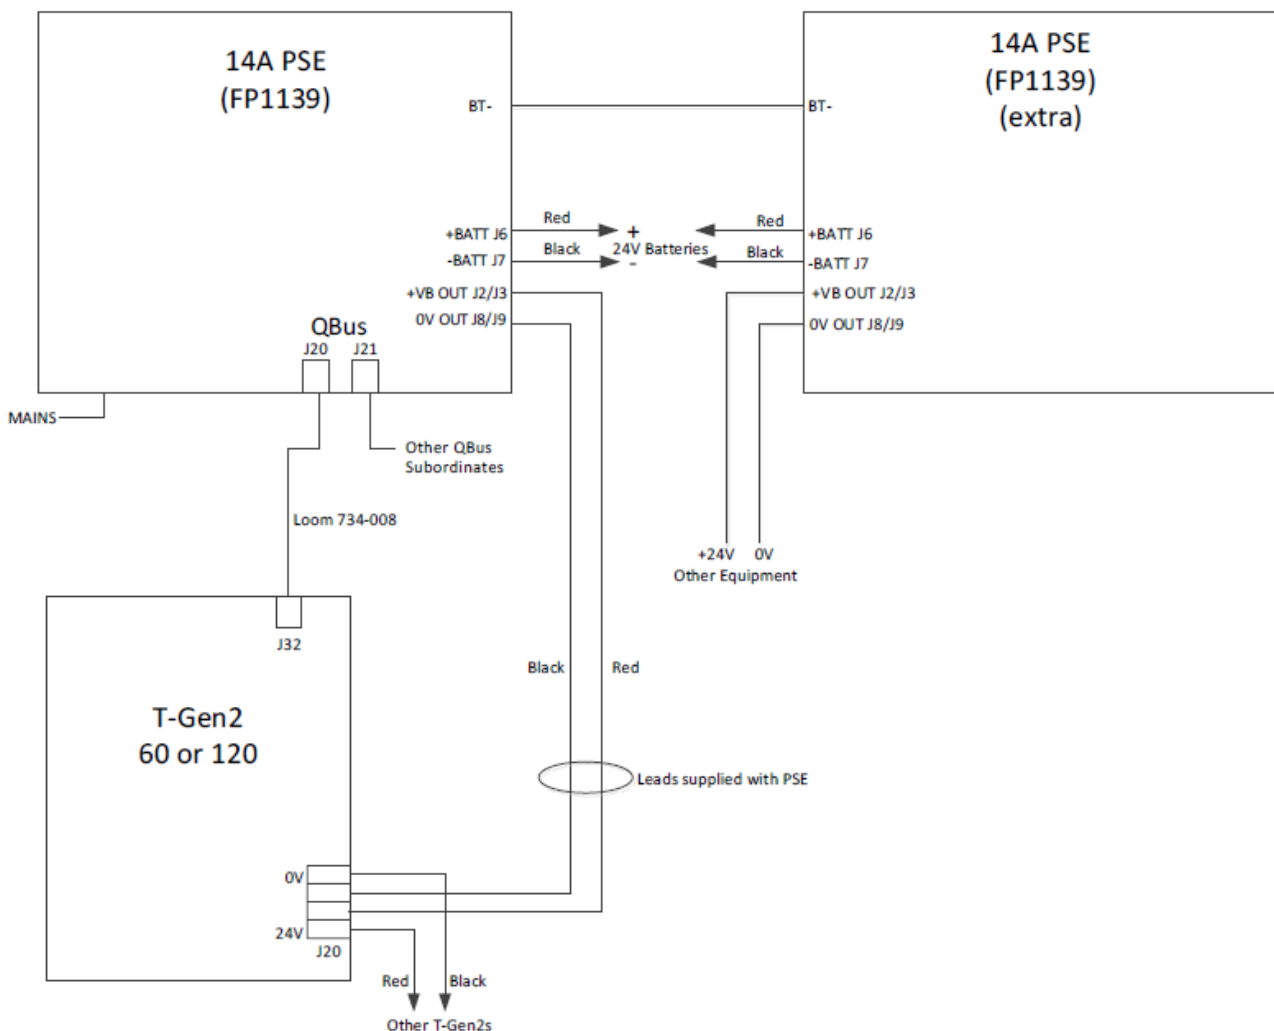 14A PSE
(FP1139)
14A PSE
(FP1139)
(extra)
BT-
BT-
Red
Red
+BATT J6
+
+BATT J6
Black
24V Batteries
Black
-BATT J7
-
-BATT J7
+VB OUT J2/J3
+VB OUT J2/J3
0V OUT J8/J9
0V OUT J8/J9
QBus
J20 J21
MAINS
Other QBus
Subordinates
Loom 734-008
+24V 0V
Other Equipment
J32
Black
Red
T-Gen2
60 or 120
Leads supplied with PSE
0V
24V
J20
Red
Black
Other T-Gen2s